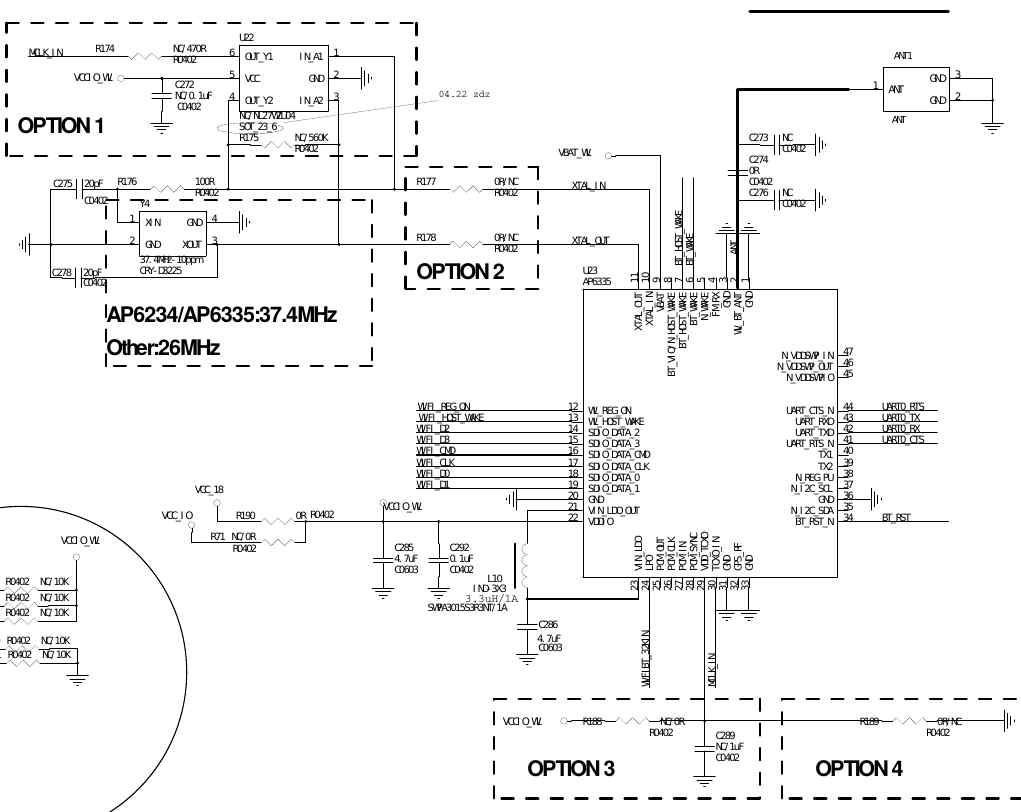 MCLK_IN
R174
NC/470R
R0402
U22
6
OUT_Y1
IN_A1
1
VCCIO_WL
5
VCC
GND
2
C272
NC/0.1uF
C0402
4
OUT_Y2
IN_A2
3
NC/NL27WZU04
SOT_23_6
04.22 zdz
OPTION 1
R175
NC/560K
R0402
C275
20pF
C0402
R176
100R
R0402
Y4
1
XIN
GND
4
2
GND
XOUT
3
37.4MHz-10ppm
CRY-D3225
C278
20pF
C0402
AP6234/AP6335:37.4MHz
Other:26MHz
R177
0R/NC
R0402
R178
0R/NC
R0402
OPTION 2
XTAL_IN
XTAL_OUT
VBAT_WL
BT_HOST_WAKE
BT_WAKE
ANT
ANT1
1
ANT
GND
3
GND
2
ANT
C273
NC
C0402
C274
0R
C0402
C276
NC
C0402
U23
AP6335
11
10
9
8
7
6
5
4
3
2
1
XTAL_OUT
XTAL_IN
VBAT
BT_HOST_WAKE
BT_WAKE
N_WAKE
FMRX
GND
WL_BT_ANT
GND
N_VDDSWP_IN
47
N_VDDSWP_OUT
46
N_VDDSWPIO
45
WIFI_REG_ON
12
WL_REG_ON
WIFI_HOST_WAKE
13
WL_HOST_WAKE
WIFI_D2
14
SDIO_DATA_2
WIFI_D3
15
SDIO_DATA_3
WIFI_CMD
16
SDIO_DATA_CMD
WIFI_CLK
17
SDIO_DATA_CLK
WIFI_D0
18
SDIO_DATA_0
WIFI_D1
19
SDIO_DATA_1
20
GND
21
VIN_LDO_OUT
22
VDDIO
UART_CTS_N
44
UART0_RTS
UART_RXD
43
UART0_TX
UART_TXD
42
UART0_RX
UART_RTS_N
41
UART0_CTS
TX1
40
TX2
39
N_REG_PU
38
N_I2C_SCL
37
GND
36
N_I2C_SDA
35
BT_RST_N
34
BT_RST
VIN_LDO
LPO
PCM_OUT
PCM_CLK
PCM_IN
PCM_SYNC
VDD_TCXO
TCXO_IN
GND
GPS_RF
GND
23
24
25
26
27
28
29
30
31
32
33
VCC_18
VCC_IO
R190
0R
R0402
R71
NC/0R
R0402
VCCIO_WL
C285
4.7uF
C0603
C292
0.1uF
C0402
L10
IND-3X3
3.3uH/1A
SWPA3015S3R3NT/1A
C286
4.7uF
C0603
MCLK_IN
VCCIO_WL
R0402
NC/10K
R0402
NC/10K
R0402
NC/10K
R0402
NC/10K
R0402
NC/10K
VCCIO_WL
R188
NC/0R
R0402
C289
NC/1uF
C0402
OPTION 3
R189
0R/NC
R0402
OPTION 4